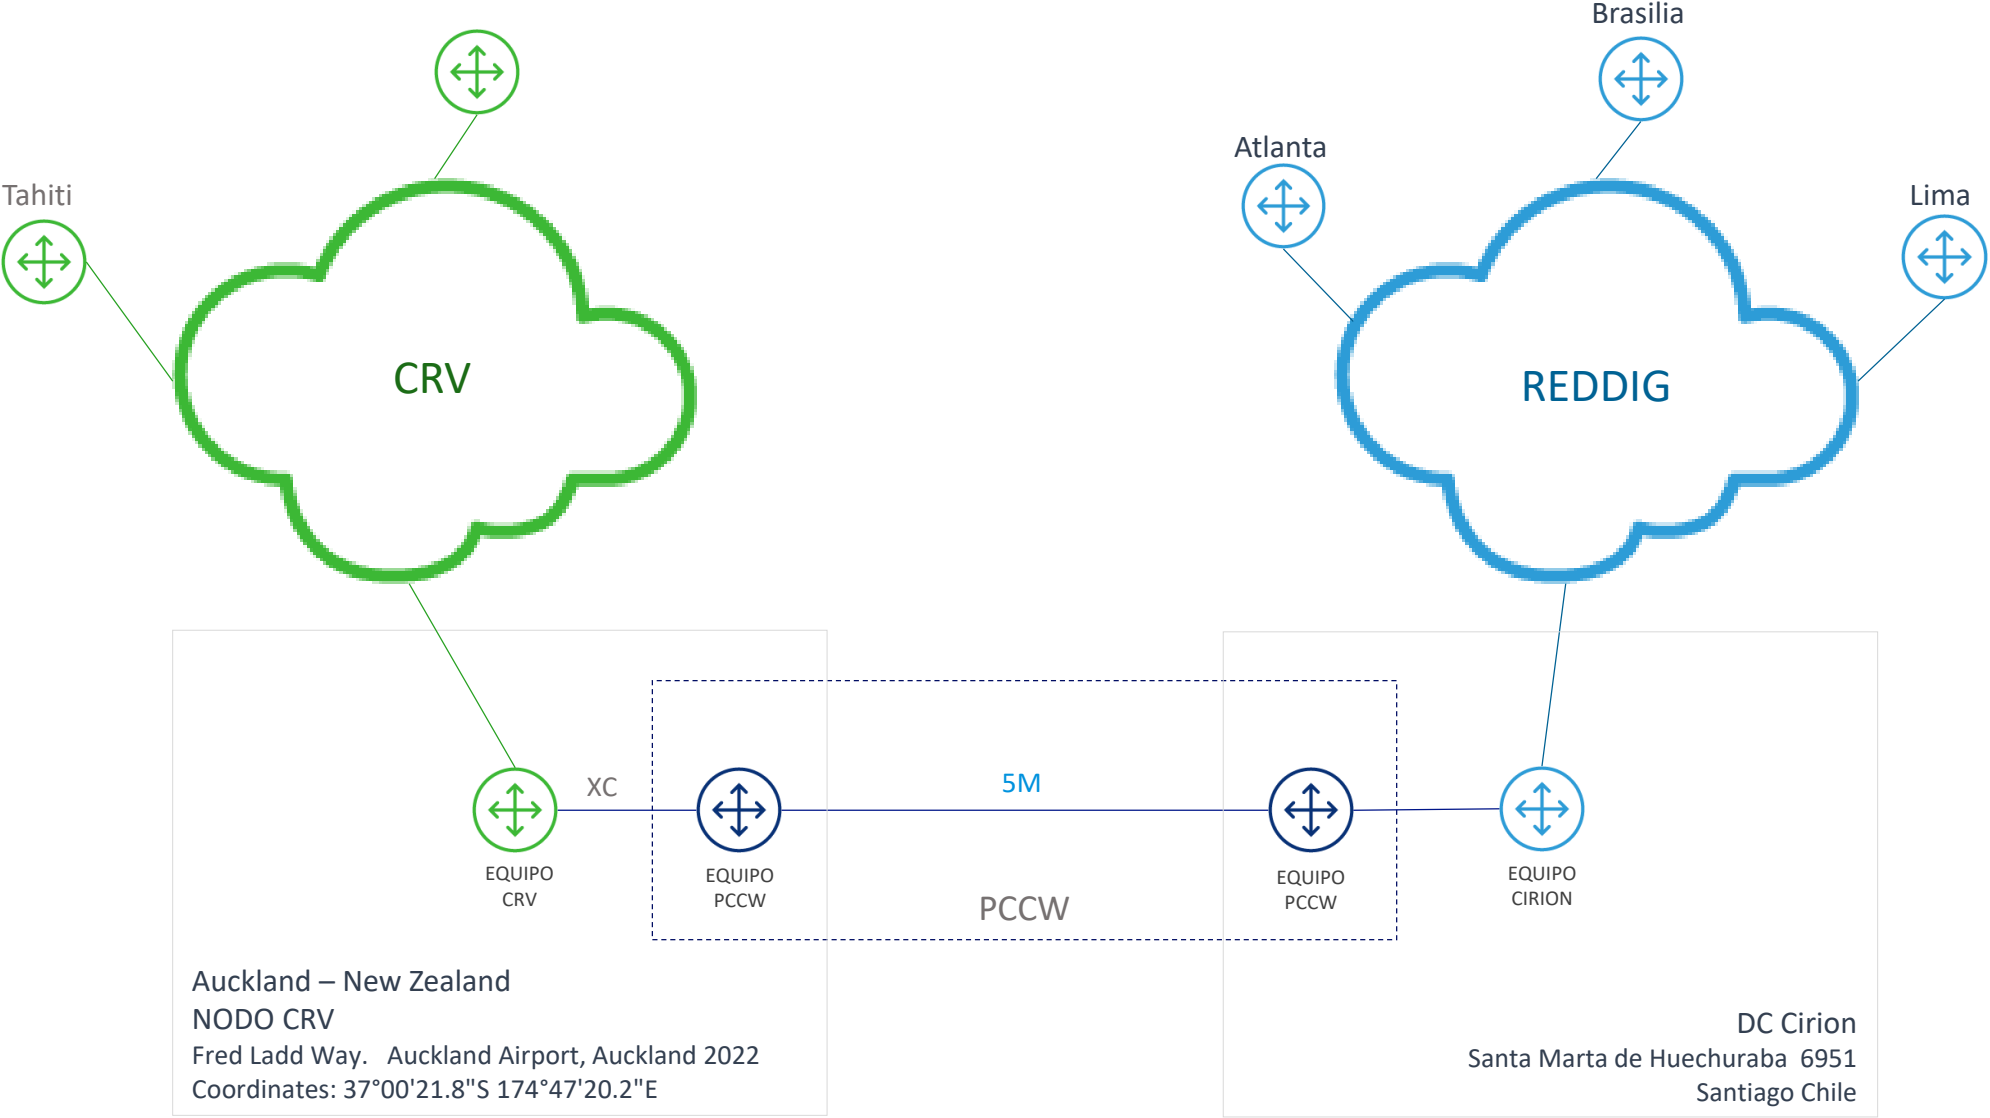 Brasilia
Atlanta
Tahiti
Lima
CRV
REDDIG
XC
5M
EQUIPO
CRV
EQUIPO
PCCW
EQUIPO
PCCW
EQUIPO
CIRION
PCCW
Auckland – New Zealand
NODO CRV
Fred Ladd Way.   Auckland Airport, Auckland 2022
Coordinates: 37°00'21.8"S 174°47'20.2"E
DC Cirion
Santa Marta de Huechuraba  6951
Santiago Chile